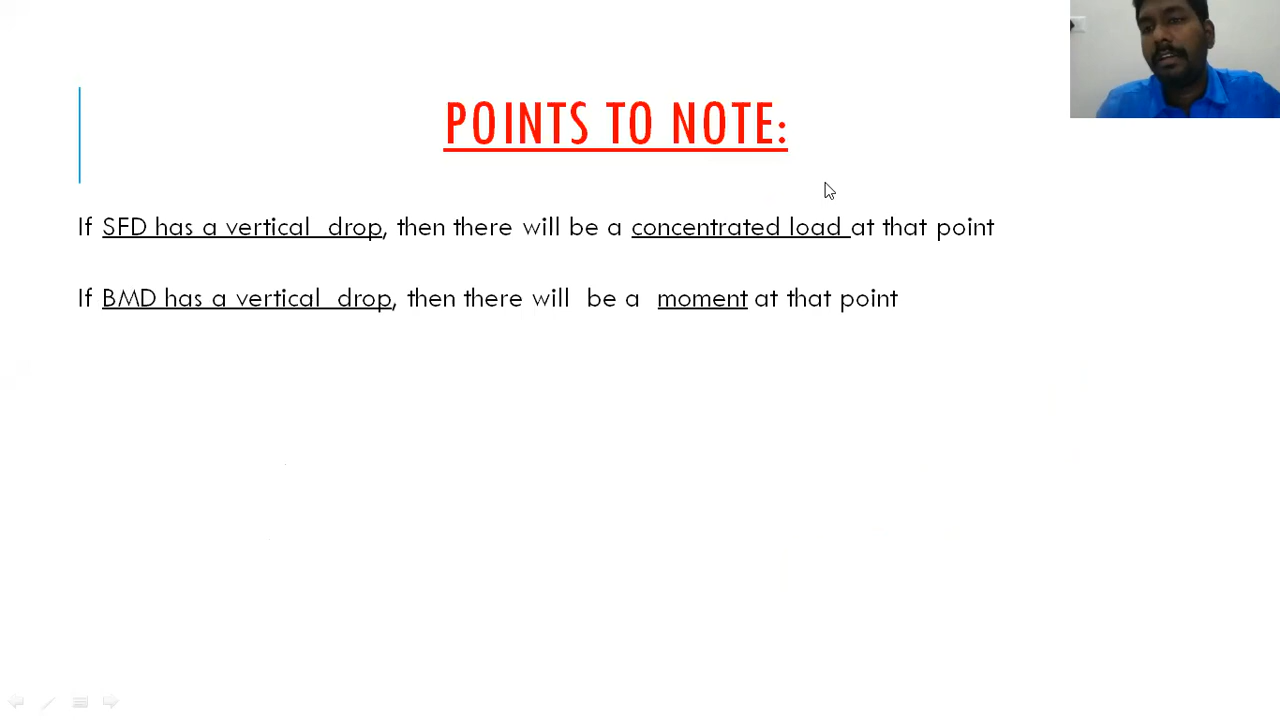 POINTS TO NOTE:
If SFD has a vertical drop, then there will be a concentrated load at that point
If BMD has a vertical drop, then there will be a moment at that point